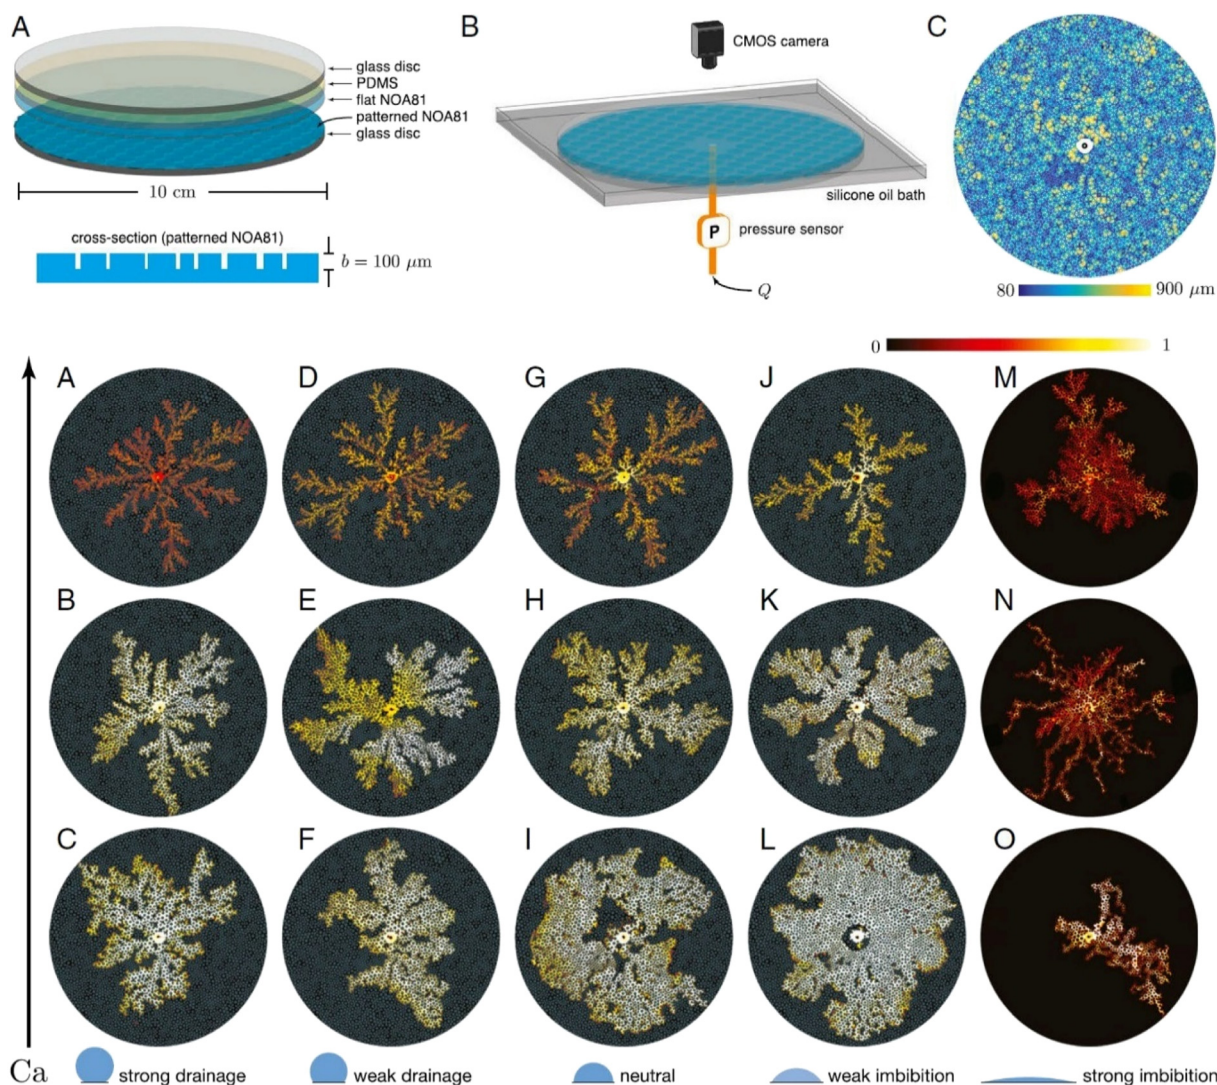 A
glass disc
PDMS
flat NOA81
patterned NOA81
glass disc
10 cm
cross-section (patterned NOA81)
b = 100 μm
B
CMOS camera
silicone oil bath
P
pressure sensor
Q
C
80 900 μm
0 1
A D G J M
B E H K N
C F I L O
Ca strong drainage weak drainage neutral weak imbibition strong imbibition